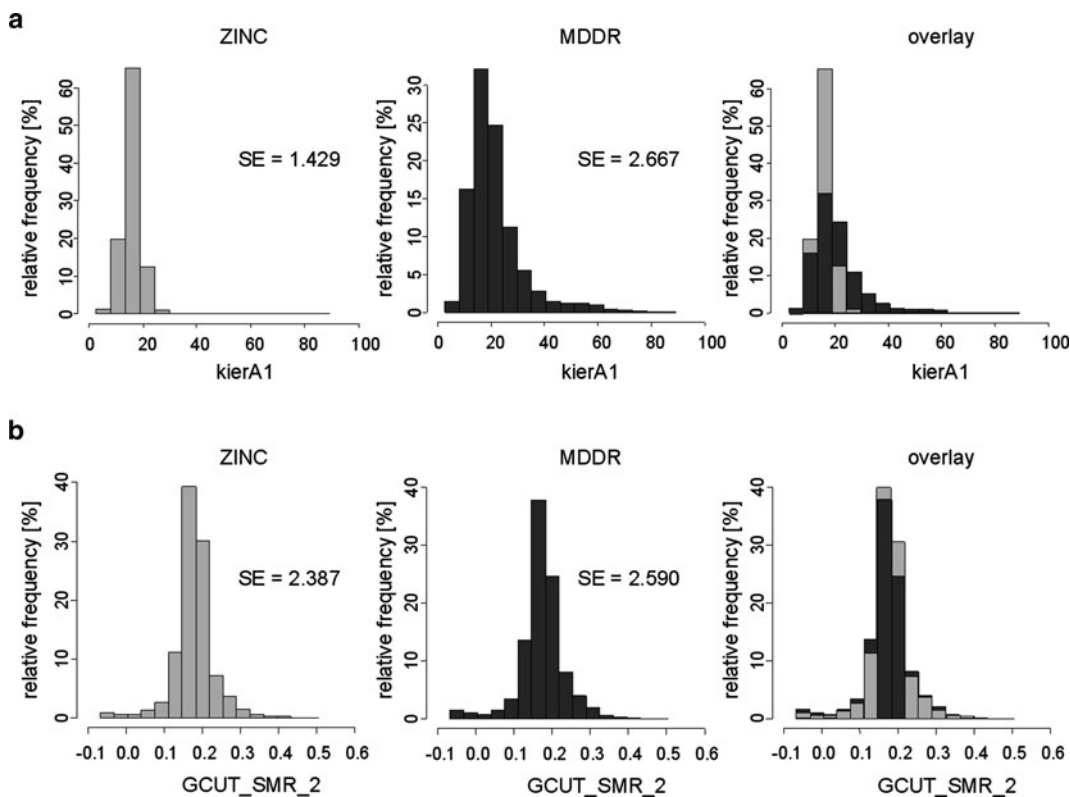 a
ZINC
MDDR
overlay
relative frequency [%]
0 10 20 30 40 50 60
SE = 1.429
0 20 40 60 80 100
kierA1
relative frequency [%]
0 5 10 15 20 25 30
SE = 2.667
0 20 40 60 80 100
kierA1
relative frequency [%]
0 10 20 30 40 50 60
0 20 40 60 80 100
kierA1
b
ZINC
MDDR
overlay
relative frequency [%]
0 10 20 30 40
SE = 2.387
-0.1 0.0 0.1 0.2 0.3 0.4 0.5 0.6
GCUT_SMR_2
relative frequency [%]
0 10 20 30 40
SE = 2.590
-0.1 0.0 0.1 0.2 0.3 0.4 0.5 0.6
GCUT_SMR_2
relative frequency [%]
0 10 20 30 40
-0.1 0.0 0.1 0.2 0.3 0.4 0.5 0.6
GCUT_SMR_2